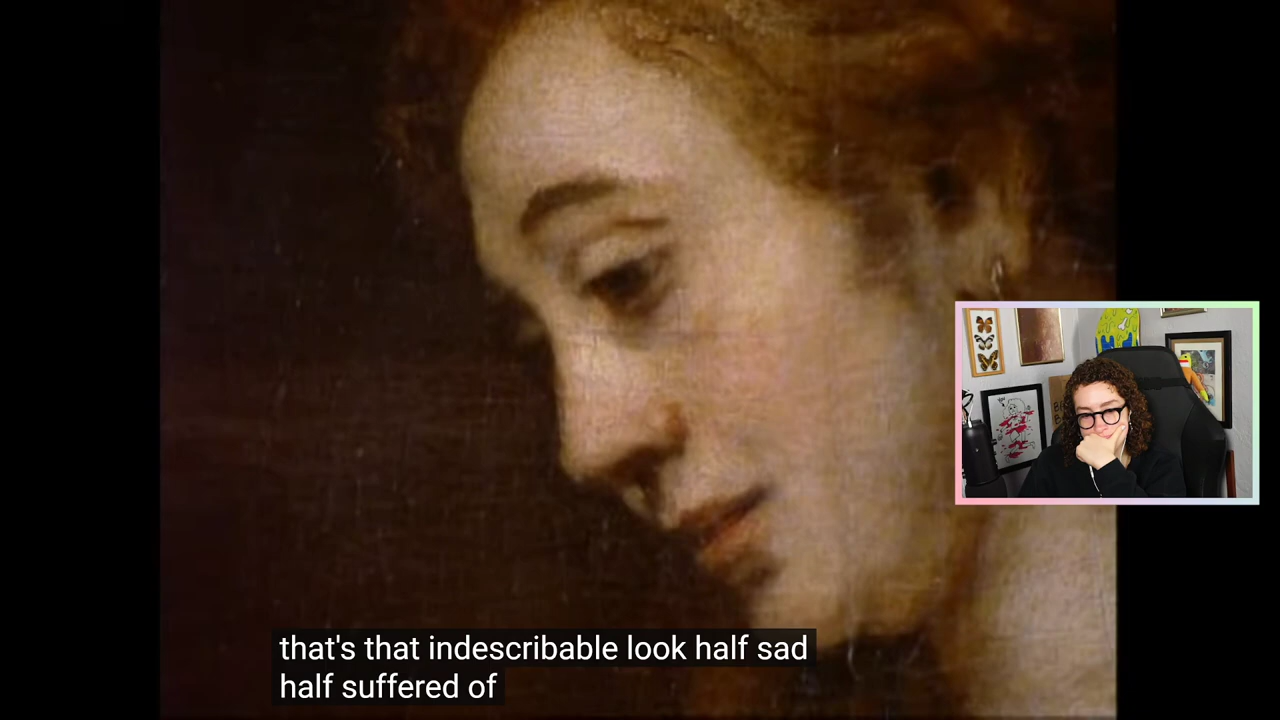 that's that indescribable look half sad
half suffered of